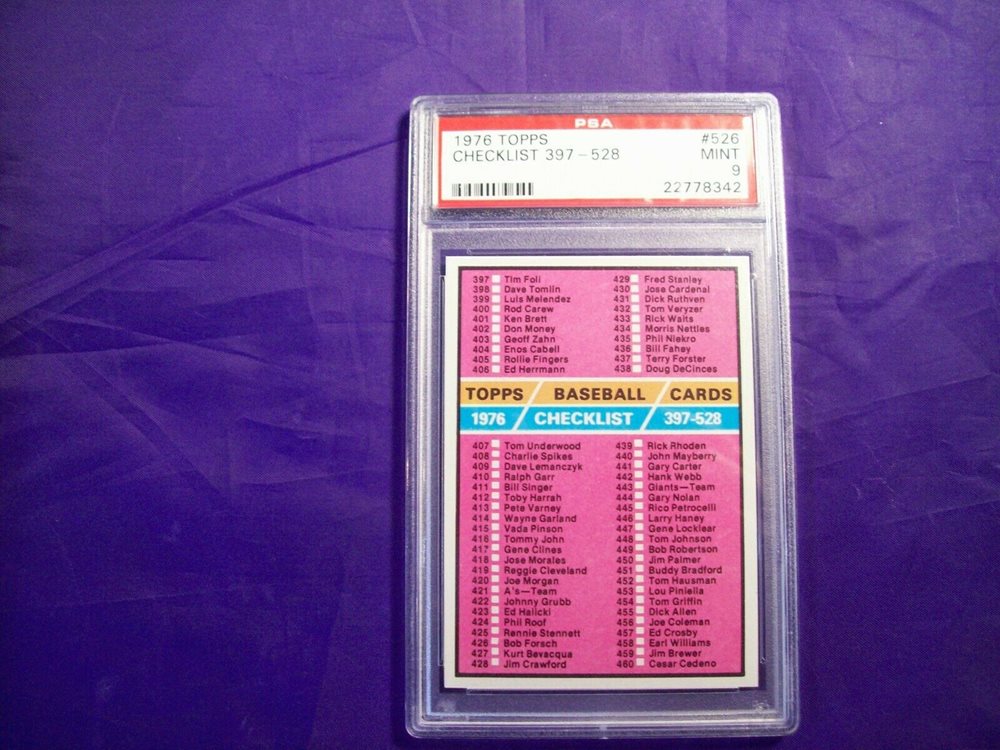 PSA
1976 TOPPS #526
CHECKLIST 397-528 MINT
9
22778342
397 Tim Foli
398 Dave Tomlin
399 Luis Melendez
400 Rod Carew
401 Ken Brett
402 Don Money
403 Geoff Zahn
404 Enos Cabell
405 Rollie Fingers
406 Ed Herrmann
429 Fred Stanley
430 Jose Cardenal
431 Dick Ruthven
432 Tom Veryzer
433 Rick Waits
434 Morris Nettles
435 Phil Niekro
436 Bill Fahey
437 Terry Forster
438 Doug DeCinces
TOPPS / BASEBALL / CARDS
1976 / CHECKLIST / 397-528
407 Tom Underwood
408 Charlie Spikes
409 Dave Lemanczyk
410 Ralph Garr
411 Bill Singer
412 Toby Harrah
413 Pete Varney
414 Wayne Garland
415 Vada Pinson
416 Tommy John
417 Gene Clines
418 Jose Morales
419 Reggie Cleveland
420 Joe Morgan
421 A's—Team
422 Johnny Grubb
423 Ed Halicki
424 Phil Roof
425 Rennie Stennett
426 Bob Forsch
427 Kurt Bevacqua
428 Jim Crawford
439 Rick Rhoden
440 John Mayberry
441 Gary Carter
442 Hank Webb
443 Giants—Team
444 Gary Nolan
445 Rico Petrocelli
446 Larry Haney
447 Gene Locklear
448 Tom Johnson
449 Bob Robertson
450 Jim Palmer
451 Buddy Bradford
452 Tom Hausman
453 Lou Piniella
454 Tom Griffin
455 Dick Allen
456 Joe Coleman
457 Ed Crosby
458 Earl Williams
459 Jim Brewer
460 Cesar Cedeno